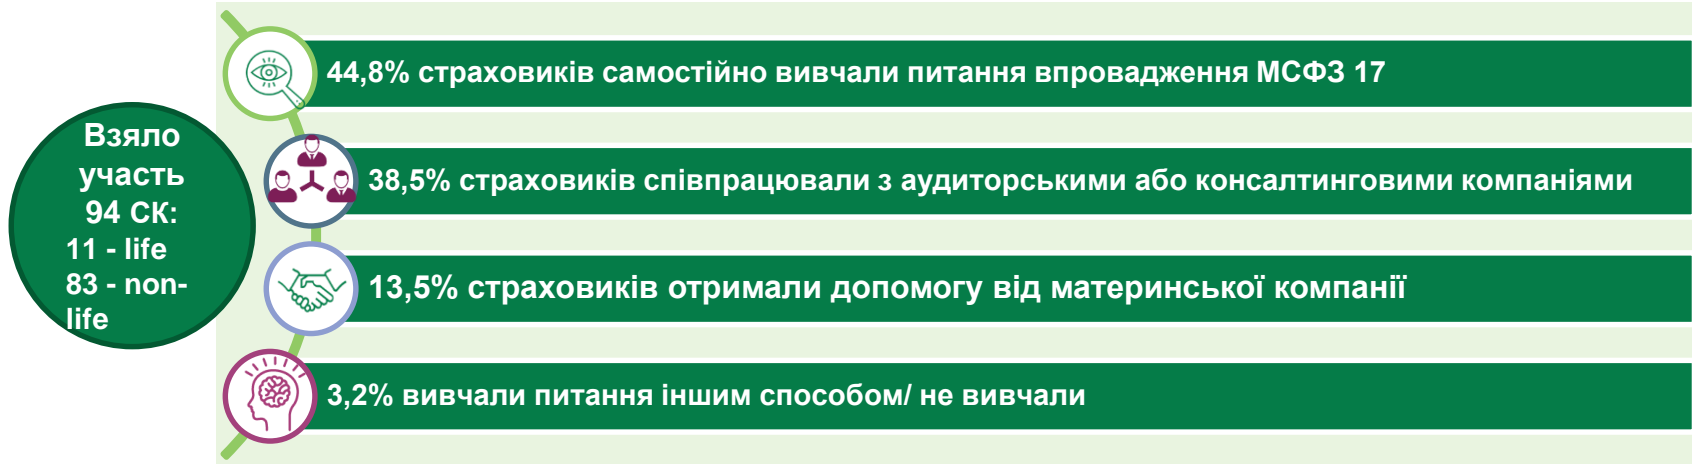 Взяло
участь
94 СК:
11 - life
83 - non-
life
44,8% страховиків самостійно вивчали питання впровадження МСФЗ 17
38,5% страховиків співпрацювали з аудиторськими або консалтинговими компаніями
13,5% страховиків отримали допомогу від материнської компанії
3,2% вивчали питання іншим способом/ не вивчали